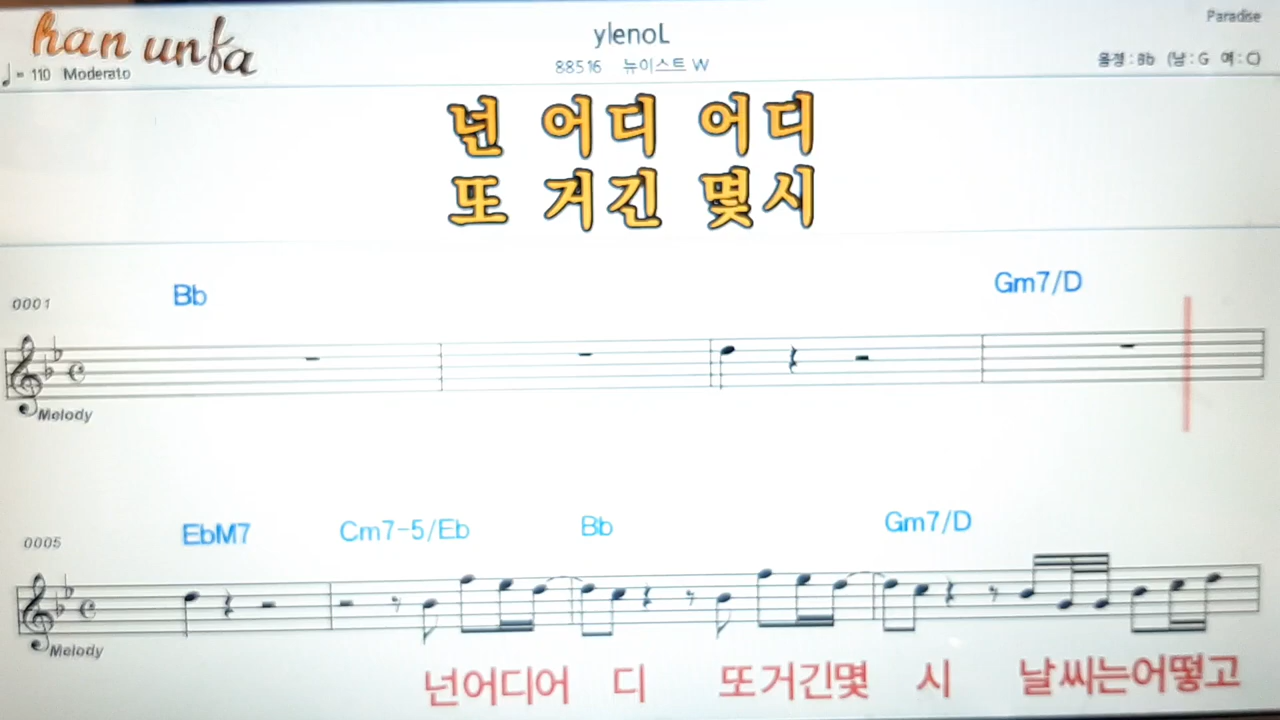 han unfa
ylenoL
Paradise
♩= 110 Moderato
88516 뉴이스트 W
음정 : Bb (남 : G 여 : C)
넌 어디 어디
또 거긴 몇시
0001
Bb
Gm7/D
Melody
0005
EbM7
Cm7-5/Eb
Bb
Gm7/D
Melody
넌어디어 디 또거긴몇 시 날씨는어떻고